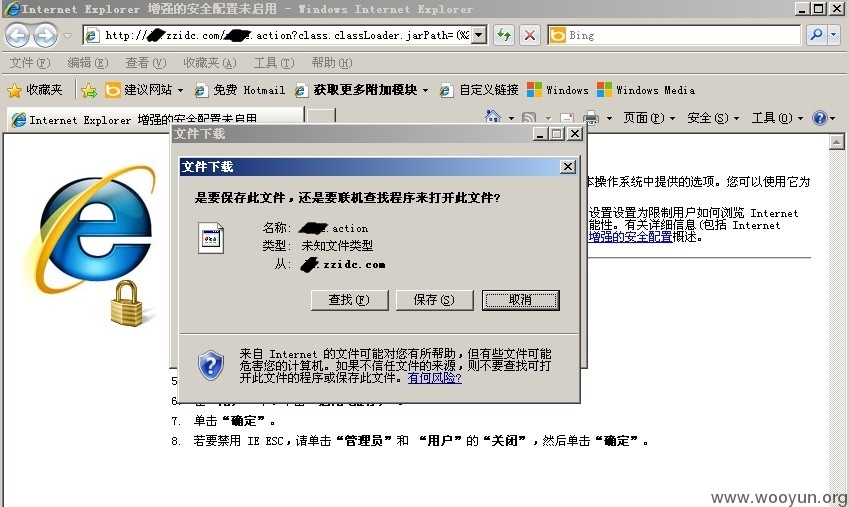 Internet Explorer 增强的安全配置未启用 - Windows Internet Explorer
http:// .zzidc.com/ .action?class.classLoader.jarPath=(%
Bing
文件(F) 编辑(E) 查看(V) 收藏夹(A) 工具(T) 帮助(H)
收藏夹 建议网站 免费 Hotmail 获取更多附加模块 自定义链接 Windows Windows Media
Internet Explorer 增强的安全配置未启用
页面(P) 安全(S) 工具(O)
文件下载
文件下载
本操作系统中提供的选项。您可以使用它为
是要保存此文件，还是要联机查找程序来打开此文件?
设置设置为限制用户如何浏览 Internet
能性。有关详细信息(包括 Internet
增强的安全配置概述。
名称: .action
类型: 未知文件类型
从: .zzidc.com
查找(F) 保存(S) 取消
来自 Internet 的文件可能对您有所帮助，但有些文件可能
危害您的计算机。如果不信任文件的来源，则不要查找可打
开此文件的程序或保存此文件。有何风险?
5
6.
7. 单击“确定”。
8. 若要禁用 IE ESC，请单击“管理员”和 “用户”的“关闭”，然后单击“确定”。
www.wooyun.org